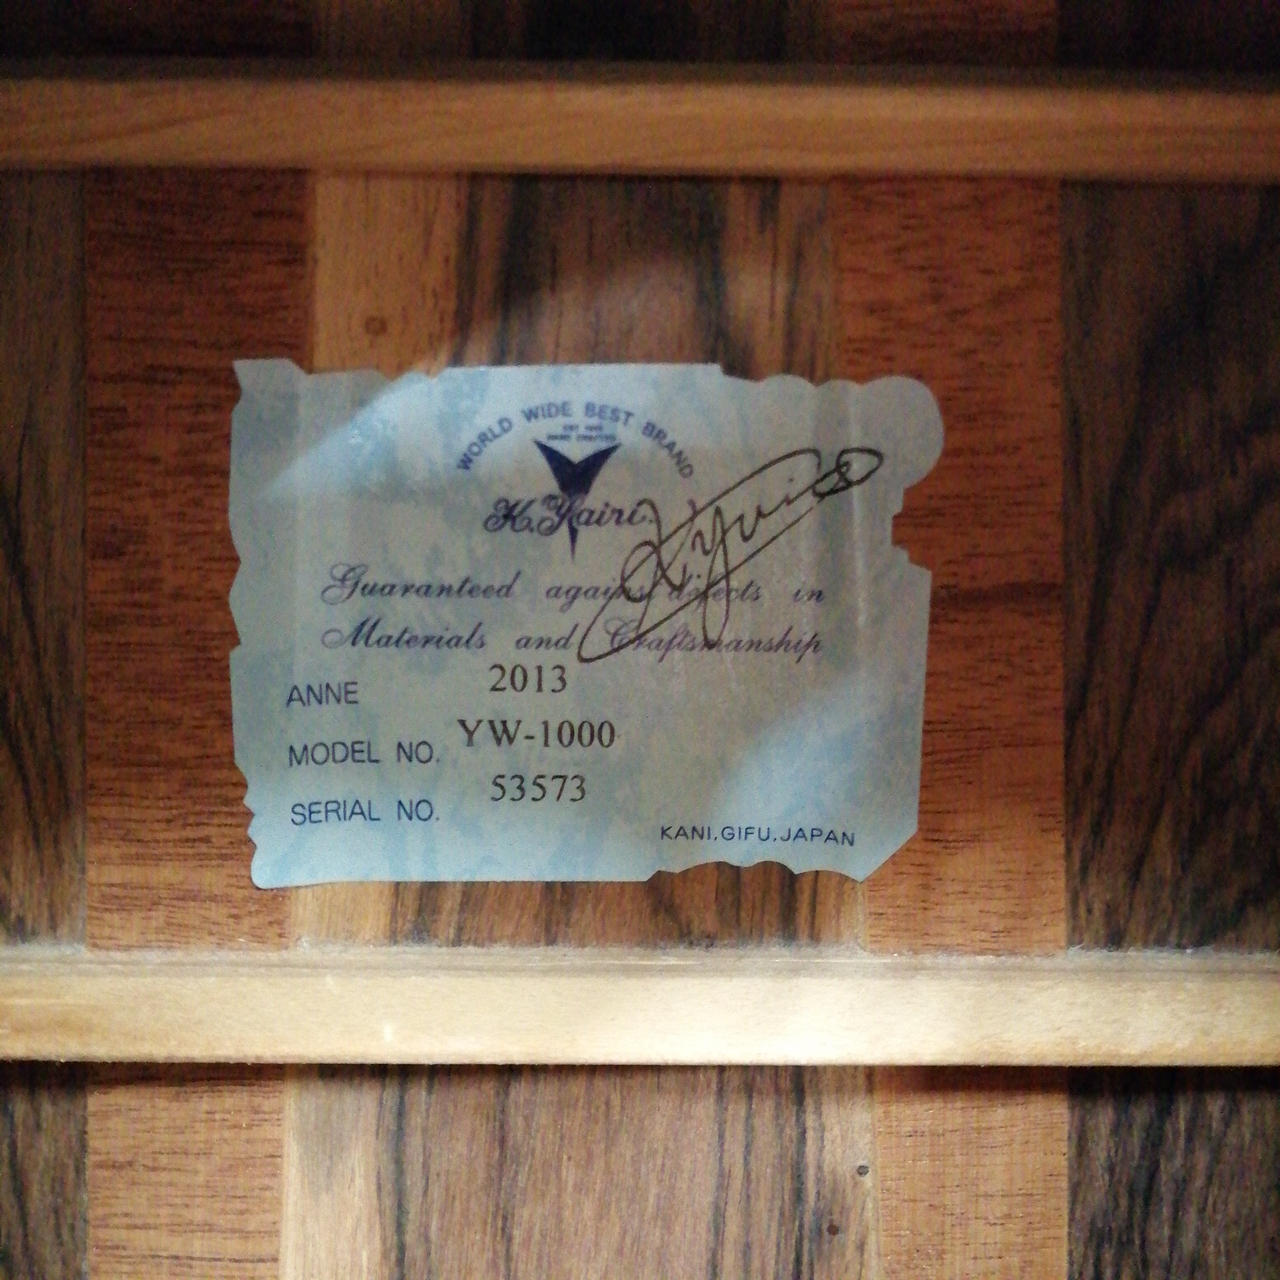 WORLD WIDE BEST BRAND
K.Yairi
Guaranteed against defects in
Materials and Craftsmanship
ANNE 2013
MODEL NO. YW-1000
SERIAL NO. 53573
KANI,GIFU,JAPAN